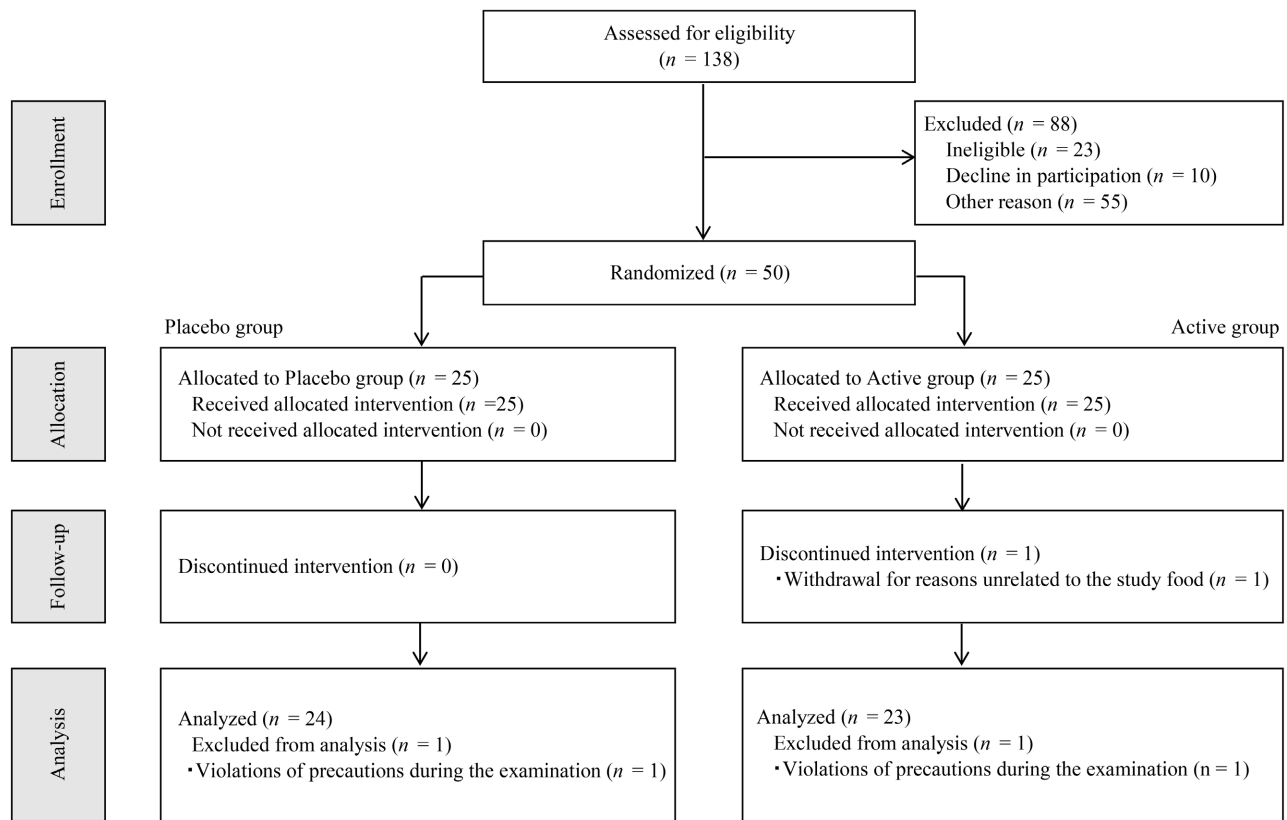 Assessed for eligibility
(n = 138)
Enrollment
Excluded (n = 88)
Ineligible (n = 23)
Decline in participation (n = 10)
Other reason (n = 55)
Randomized (n = 50)
Placebo group
Active group
Allocation
Allocated to Placebo group (n = 25)
Received allocated intervention (n =25)
Not received allocated intervention (n = 0)
Allocated to Active group (n = 25)
Received allocated intervention (n = 25)
Not received allocated intervention (n = 0)
Follow-up
Discontinued intervention (n = 0)
Discontinued intervention (n = 1)
・Withdrawal for reasons unrelated to the study food (n = 1)
Analysis
Analyzed (n = 24)
Excluded from analysis (n = 1)
・Violations of precautions during the examination (n = 1)
Analyzed (n = 23)
Excluded from analysis (n = 1)
・Violations of precautions during the examination (n = 1)